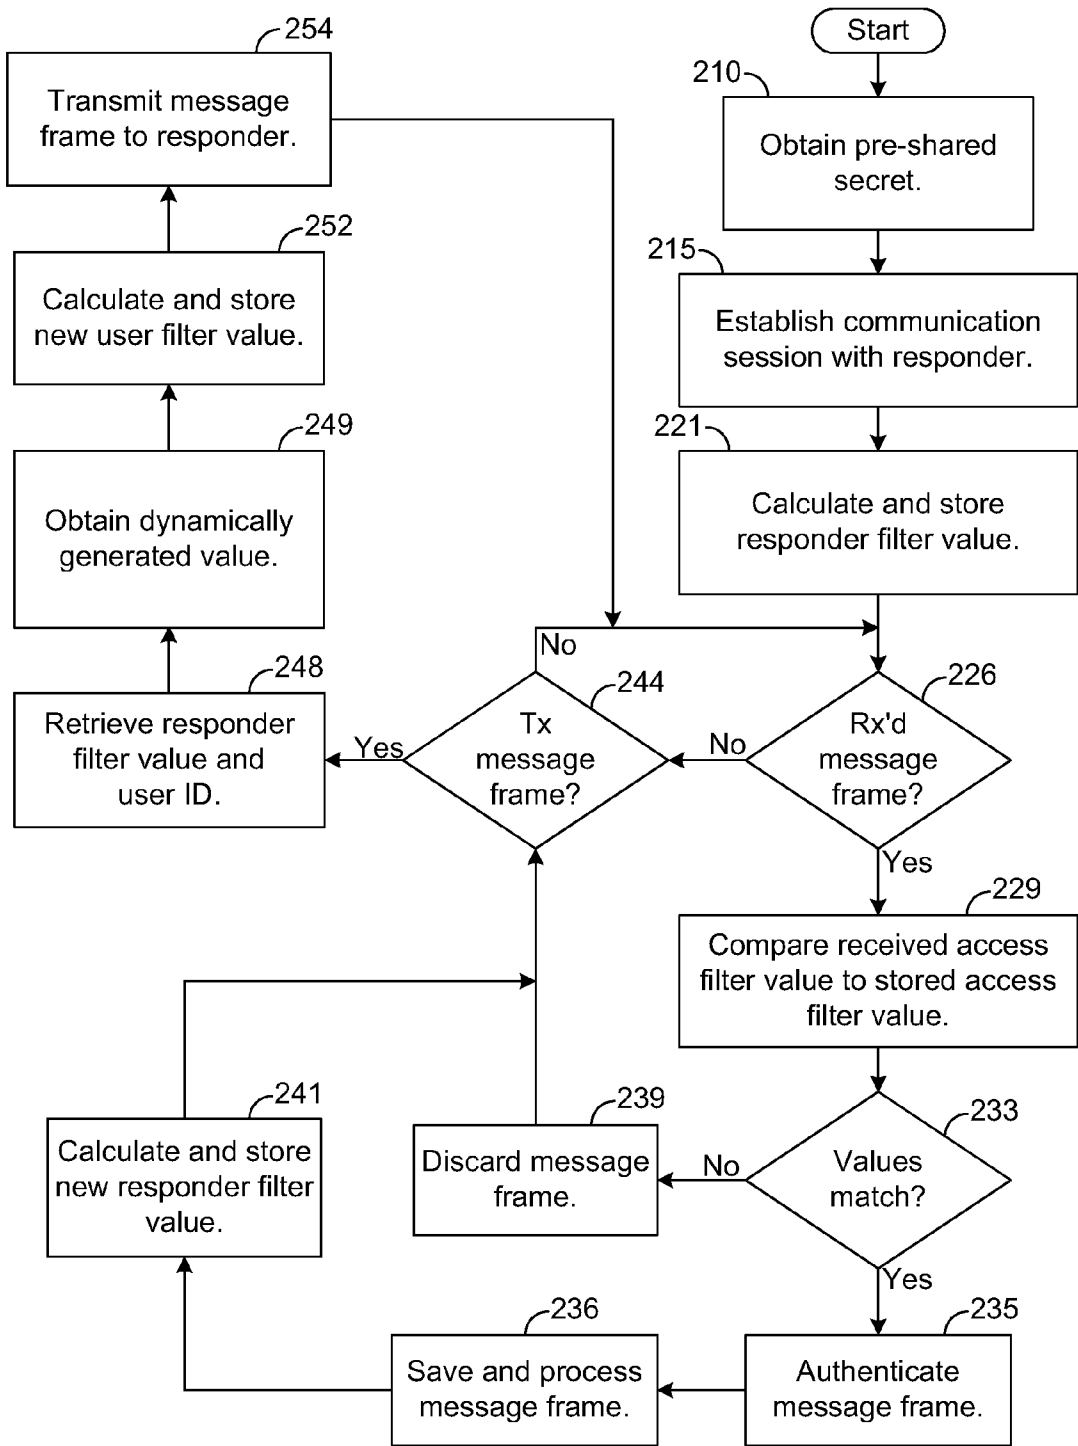 Start
210
Obtain pre-shared
secret.
215
Establish communication
session with responder.
221
Calculate and store
responder filter value.
226
Rx'd
message
frame?
No
Yes
229
Compare received access
filter value to stored access
filter value.
233
Values
match?
No
Yes
235
Authenticate
message frame.
236
Save and process
message frame.
239
Discard message
frame.
241
Calculate and store
new responder filter
value.
244
Tx
message
frame?
No
Yes
248
Retrieve responder
filter value and
user ID.
249
Obtain dynamically
generated value.
252
Calculate and store
new user filter value.
254
Transmit message
frame to responder.